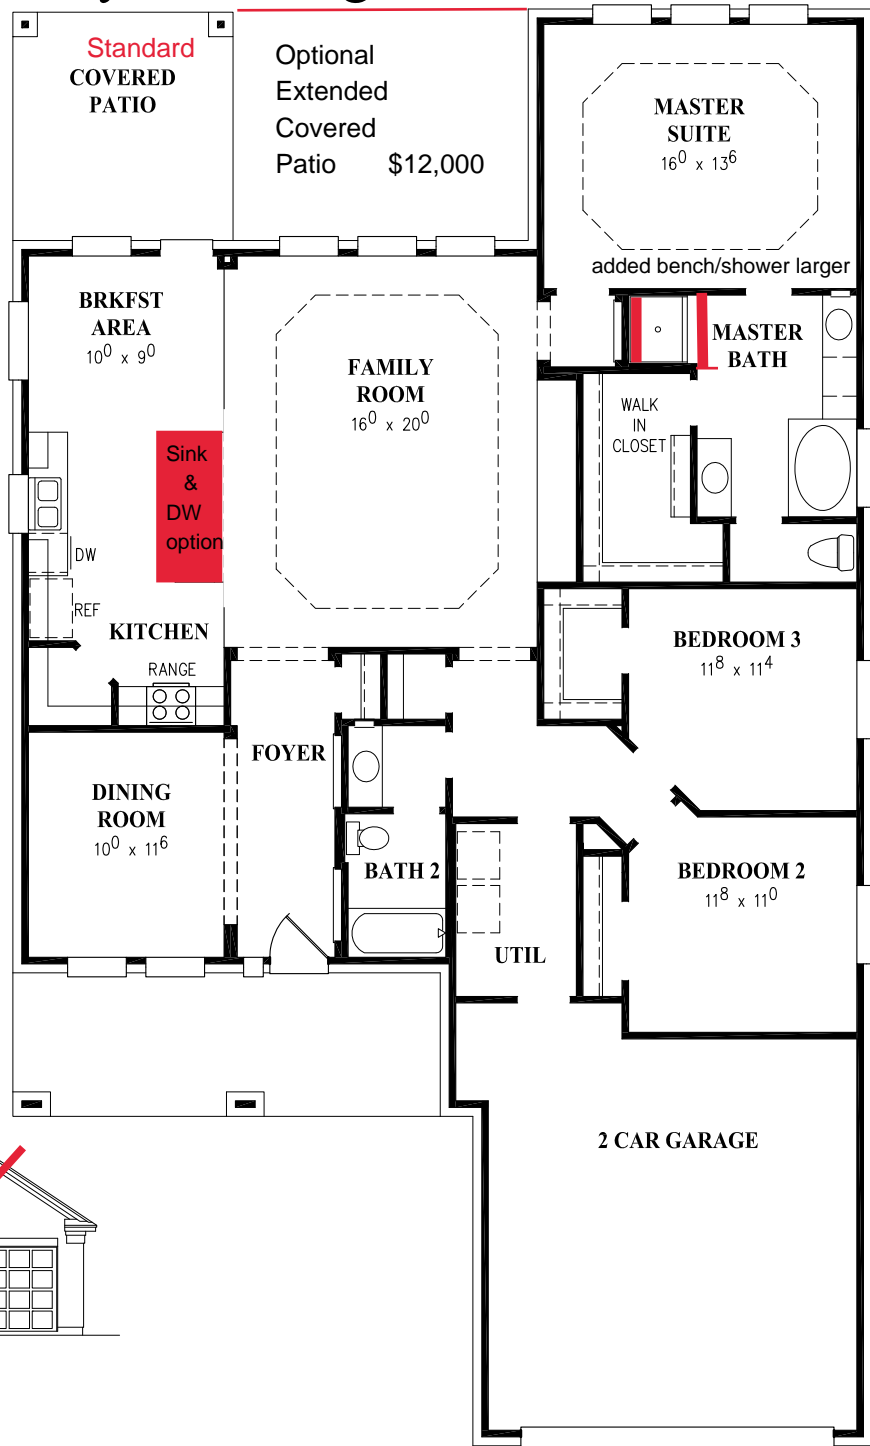 Standard
COVERED
PATIO
Optional
Extended
Covered
Patio $12,000
MASTER
SUITE
16⁰ x 13⁶
added bench/shower larger
BRKFST
AREA
10⁰ x 9⁰
FAMILY
ROOM
16⁰ x 20⁰
MASTER
BATH
WALK
IN
CLOSET
Sink
&
DW
option
DW
REF
KITCHEN
RANGE
BEDROOM 3
11⁸ x 11⁴
FOYER
DINING
ROOM
10⁰ x 11⁶
BATH 2
BEDROOM 2
11⁸ x 11⁰
UTIL
2 CAR GARAGE